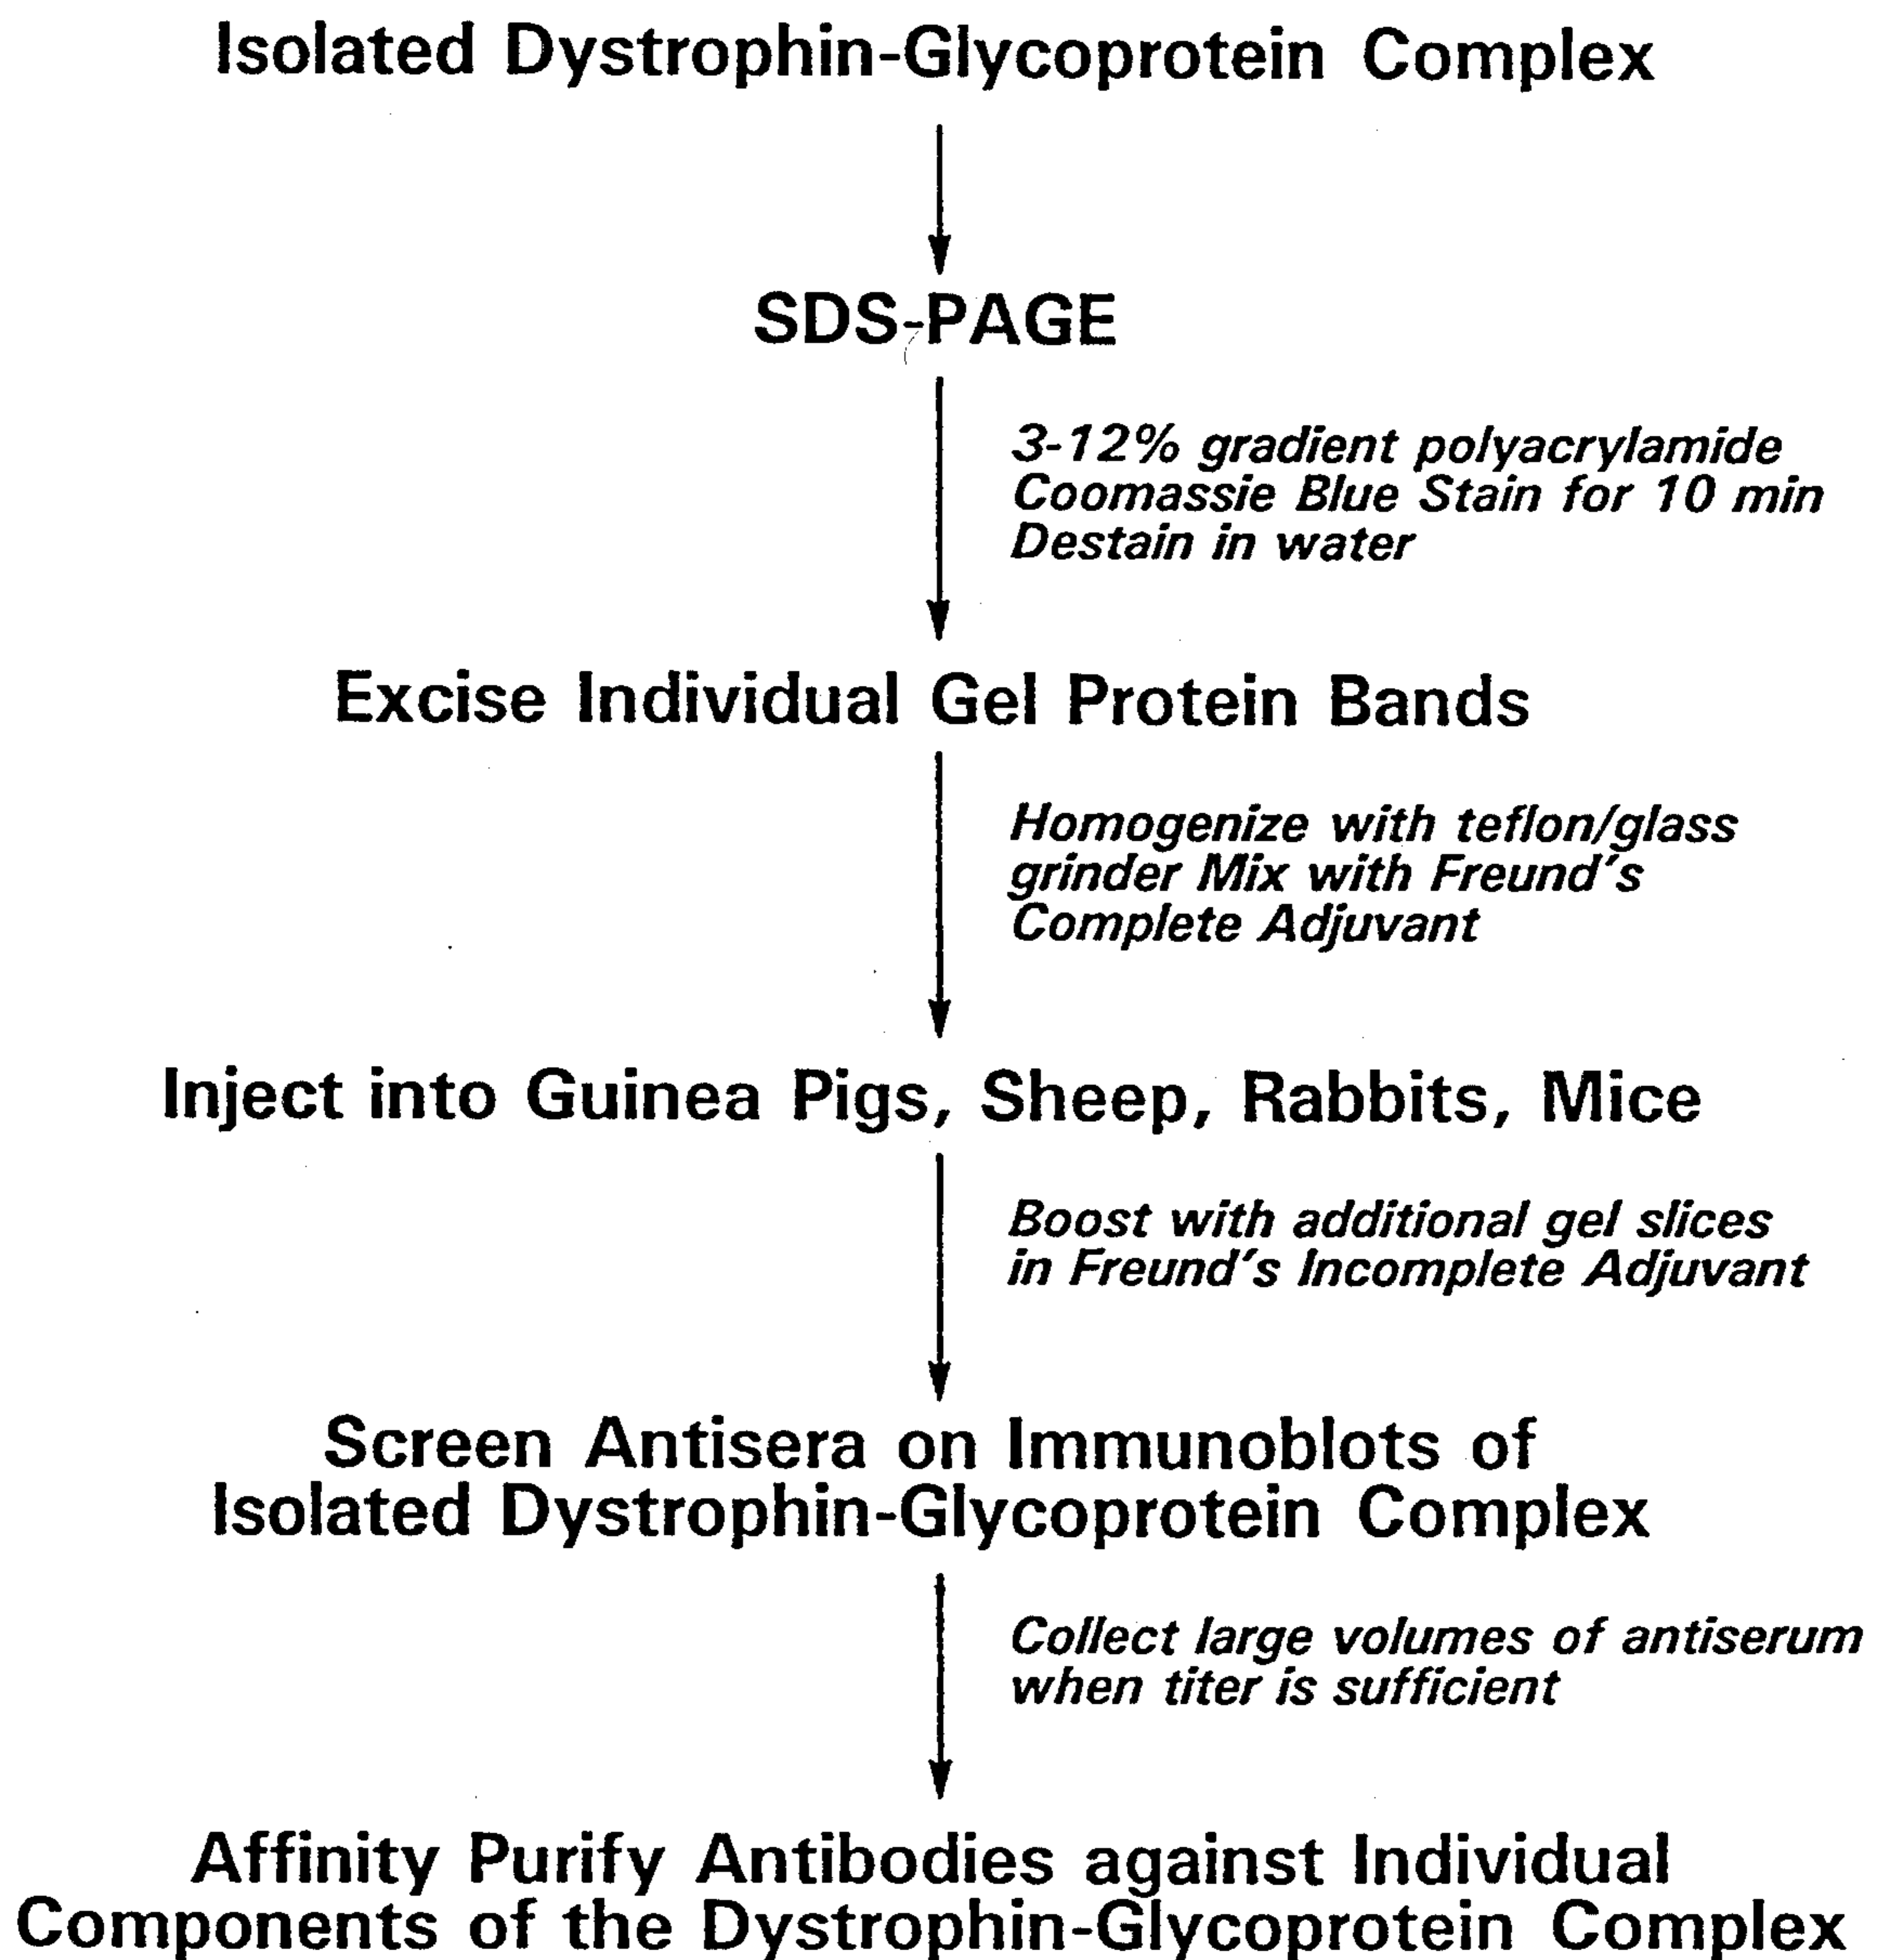 Isolated Dystrophin-Glycoprotein Complex
SDS-PAGE
3-12% gradient polyacrylamide
Coomassie Blue Stain for 10 min
Destain in water
Excise Individual Gel Protein Bands
Homogenize with teflon/glass
grinder Mix with Freund's
Complete Adjuvant
Inject into Guinea Pigs, Sheep, Rabbits, Mice
Boost with additional gel slices
in Freund's Incomplete Adjuvant
Screen Antisera on Immunoblots of
Isolated Dystrophin-Glycoprotein Complex
Collect large volumes of antiserum
when titer is sufficient
Affinity Purify Antibodies against Individual
Components of the Dystrophin-Glycoprotein Complex